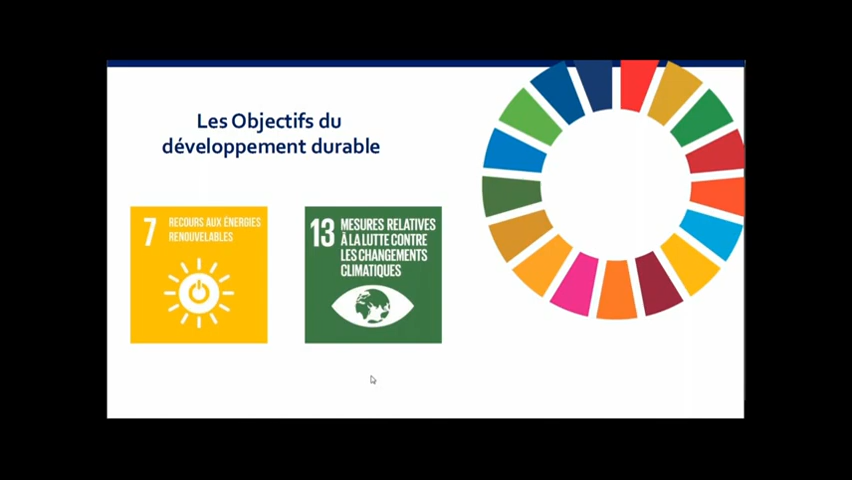 Les Objectifs du
développement durable
7 RECOURS AUX ÉNERGIES
RENOUVELABLES
13 MESURES RELATIVES
À LA LUTTE CONTRE
LES CHANGEMENTS
CLIMATIQUES